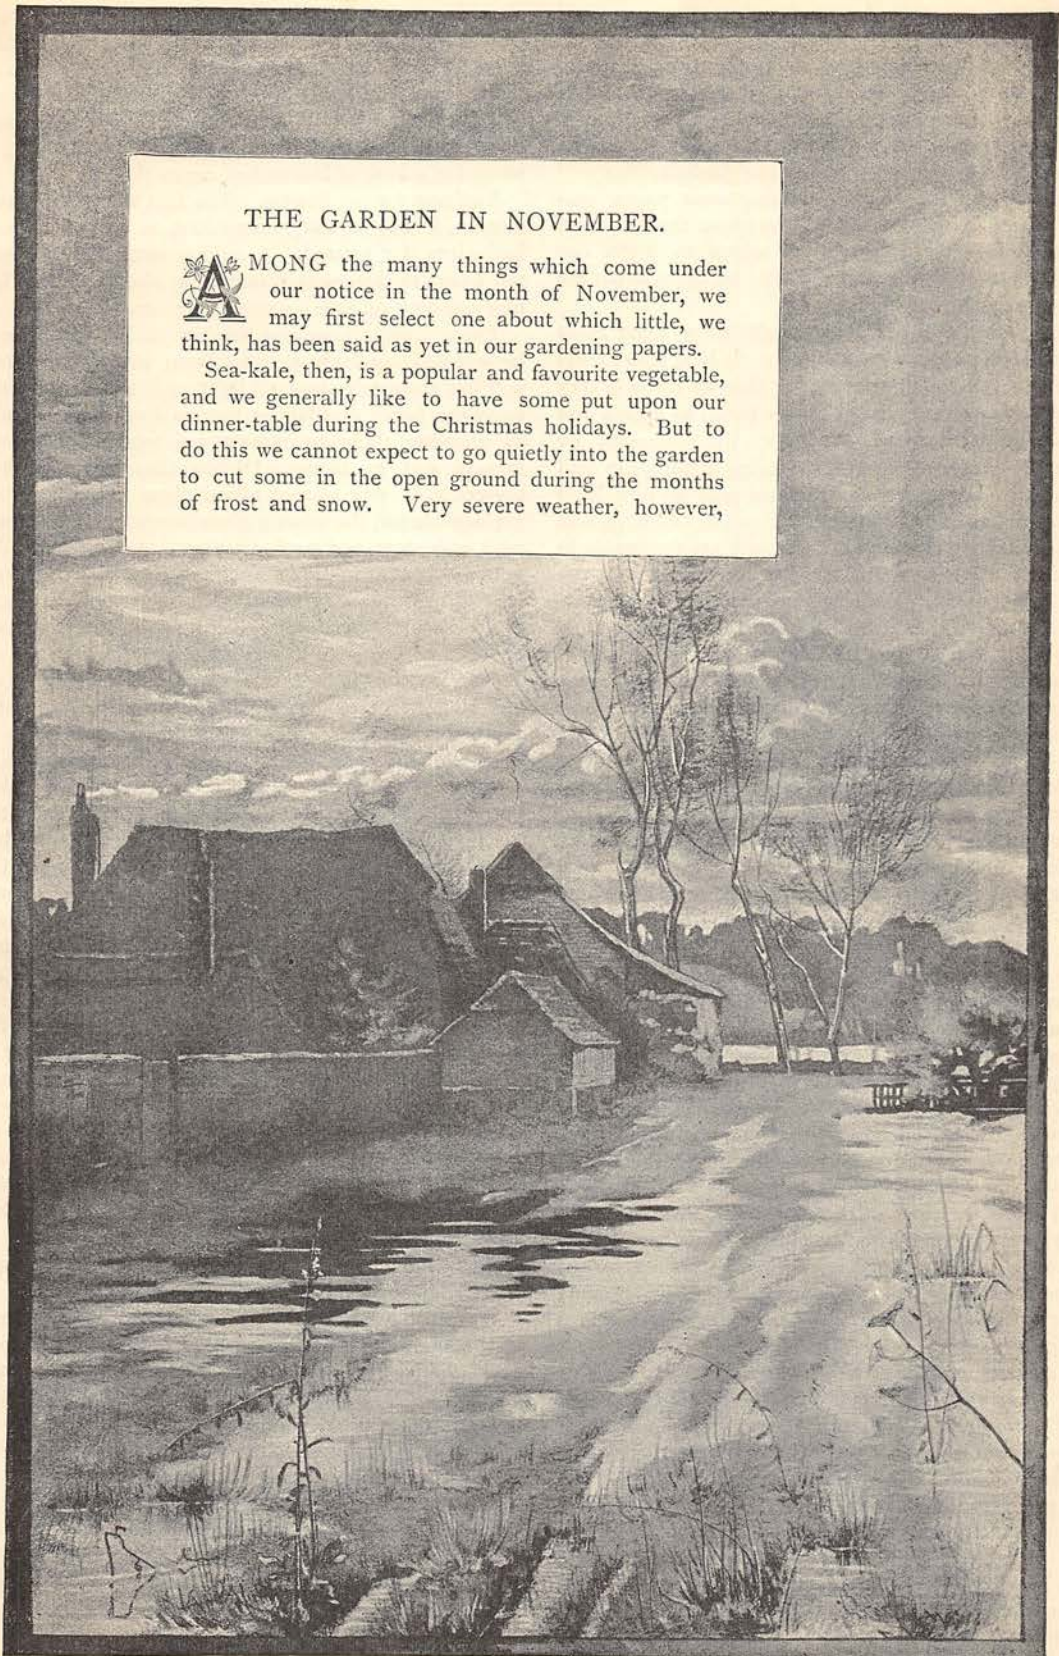 THE GARDEN IN NOVEMBER.
AMONG the many things which come under
our notice in the month of November, we
may first select one about which little, we
think, has been said as yet in our gardening papers.
Sea-kale, then, is a popular and favourite vegetable,
and we generally like to have some put upon our
dinner-table during the Christmas holidays. But to
do this we cannot expect to go quietly into the garden
to cut some in the open ground during the months
of frost and snow. Very severe weather, however,